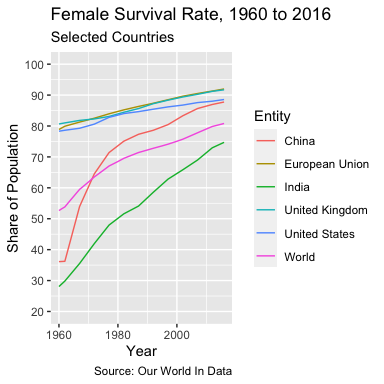 Female Survival Rate, 1960 to 2016
Selected Countries
100
90
80
70
60
50
40
30
20
Share of Population
1960
1980
2000
Year
Source: Our World In Data
Entity
China
European Union
India
United Kingdom
United States
World